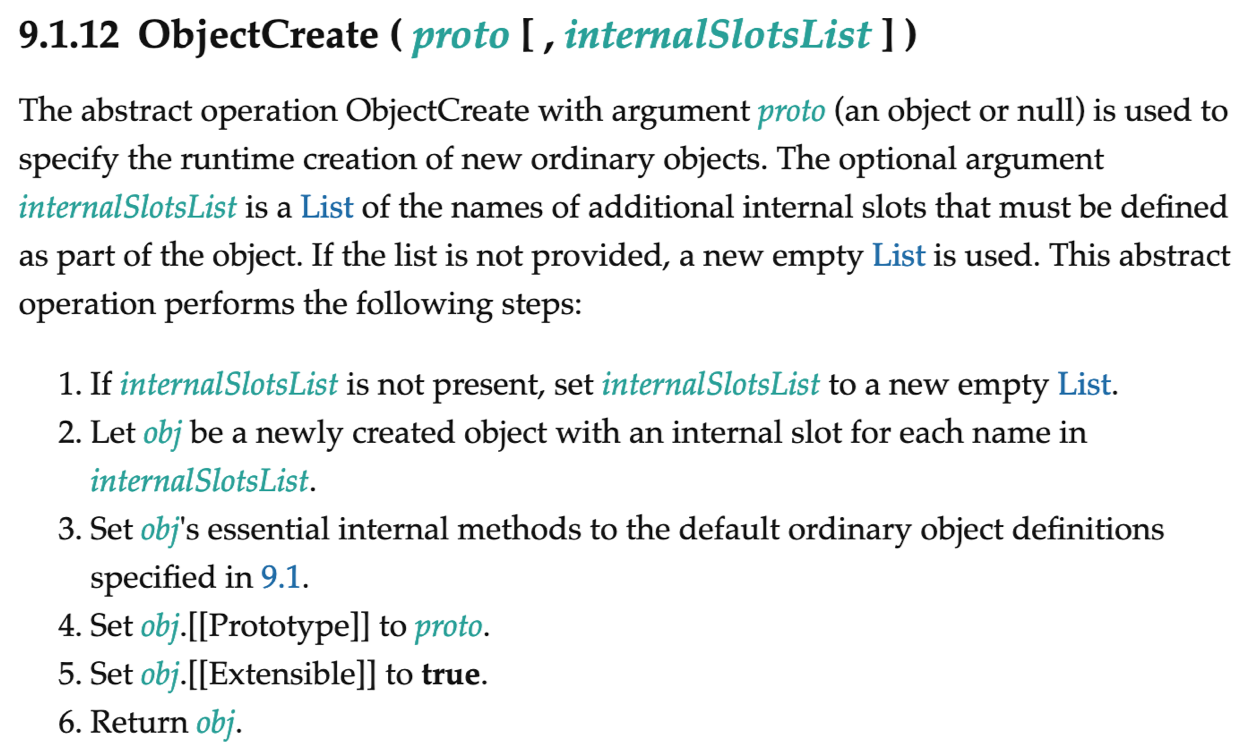 9.1.12 ObjectCreate ( proto [ , internalSlotsList ] )
The abstract operation ObjectCreate with argument proto (an object or null) is used to
specify the runtime creation of new ordinary objects. The optional argument
internalSlotsList is a List of the names of additional internal slots that must be defined
as part of the object. If the list is not provided, a new empty List is used. This abstract
operation performs the following steps:
1. If internalSlotsList is not present, set internalSlotsList to a new empty List.
2. Let obj be a newly created object with an internal slot for each name in
internalSlotsList.
3. Set obj's essential internal methods to the default ordinary object definitions
specified in 9.1.
4. Set obj.[[Prototype]] to proto.
5. Set obj.[[Extensible]] to true.
6. Return obj.